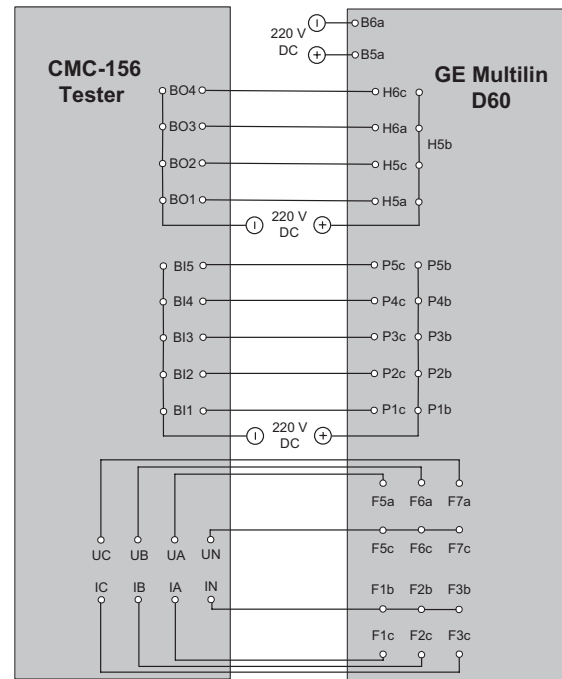 220 V
DC
B6a
B5a
CMC-156
Tester
GE Multilin
D60
BO4 H6c
BO3 H6a
H5b
BO2 H5c
BO1 H5a
220 V
DC
BI5 P5c P5b
BI4 P4c P4b
BI3 P3c P3b
BI2 P2c P2b
BI1 P1c P1b
220 V
DC
F5a F6a F7a
UC UB UA UN F5c F6c F7c
IC IB IA IN F1b F2b F3b
F1c F2c F3c